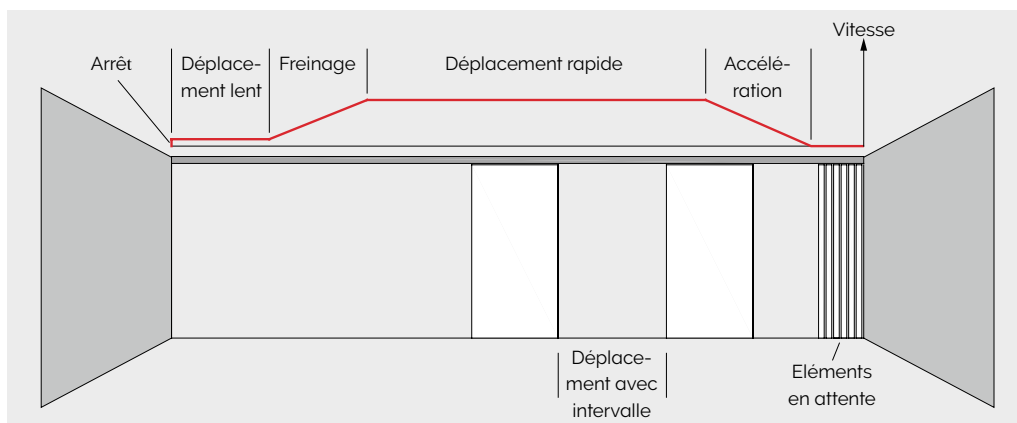 Vitesse
Arrêt
Déplace-
ment lent
Freinage
Déplacement rapide
Accélé-
ration
Déplace-
ment avec
intervalle
Eléments
en attente